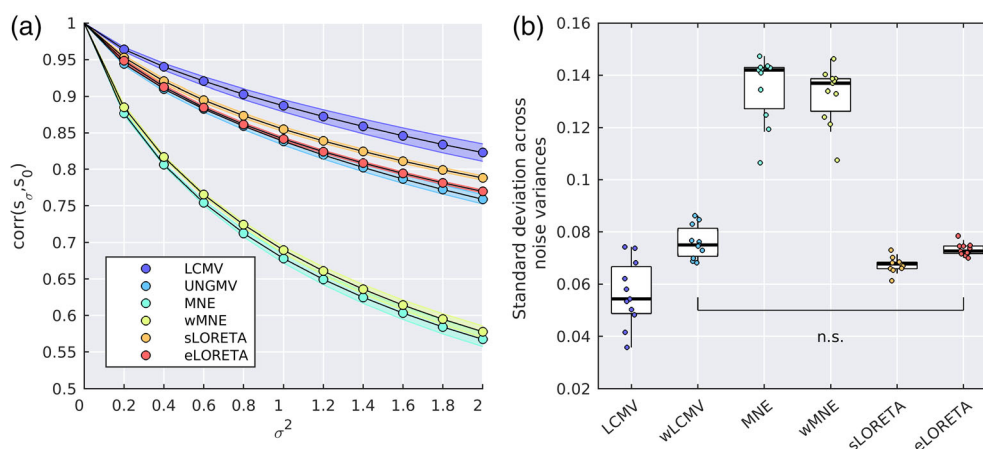 (a)
1
0.95
0.9
0.85
0.8
0.75
0.7
0.65
0.6
0.55
0.5
corr(sσ,s0)
0
0.2
0.4
0.6
0.8
1
1.2
1.4
1.6
1.8
2
σ²
LCMV
UNGMV
MNE
wMNE
sLORETA
eLORETA
(b)
0.16
0.14
0.12
0.1
0.08
0.06
0.04
0.02
Standard deviation across
noise variances
n.s.
LCMV
wLCMV
MNE
wMNE
sLORETA
eLORETA